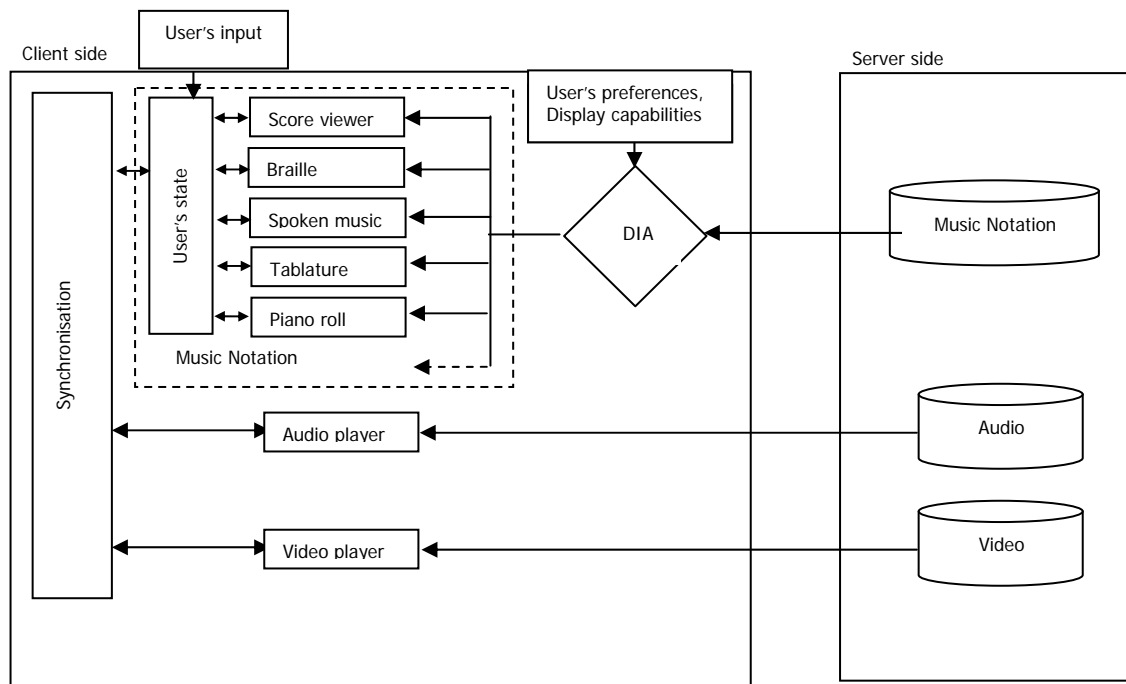 User's input
Client side
Server side
User's preferences,
Display capabilities
Synchronisation
User's state
Score viewer
Braille
Spoken music
Tablature
Piano roll
Music Notation
DIA
Music Notation
Audio player
Audio
Video player
Video